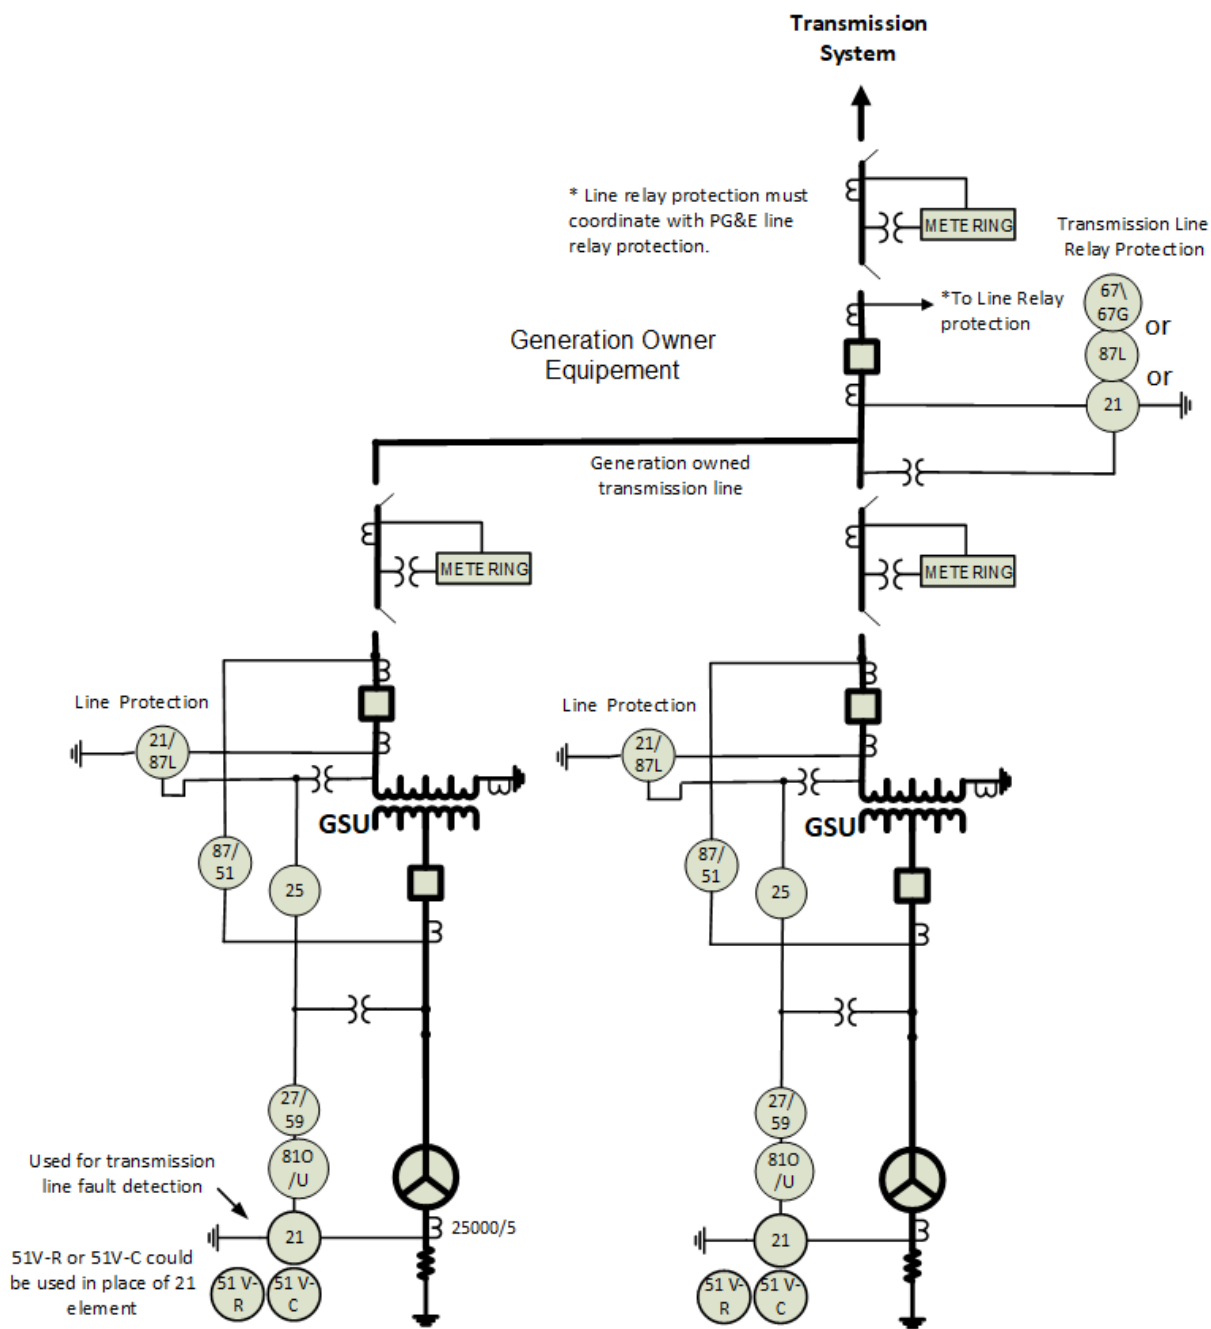 Transmission
System
* Line relay protection must
coordinate with PG&E line
relay protection.
METERING
Transmission Line
Relay Protection
67\
67G
or
87L
or
21
*To Line Relay
protection
Generation Owner
Equipement
Generation owned
transmission line
METERING
METERING
Line Protection
21/
87L
GSU
87/
51
25
27/
59
81O
/U
Used for transmission
line fault detection
21
25000/5
51V-R or 51V-C could
be used in place of 21
element
51 V-
R
51 V-
C
Line Protection
21/
87L
GSU
87/
51
25
27/
59
81O
/U
21
51 V-
R
51 V-
C